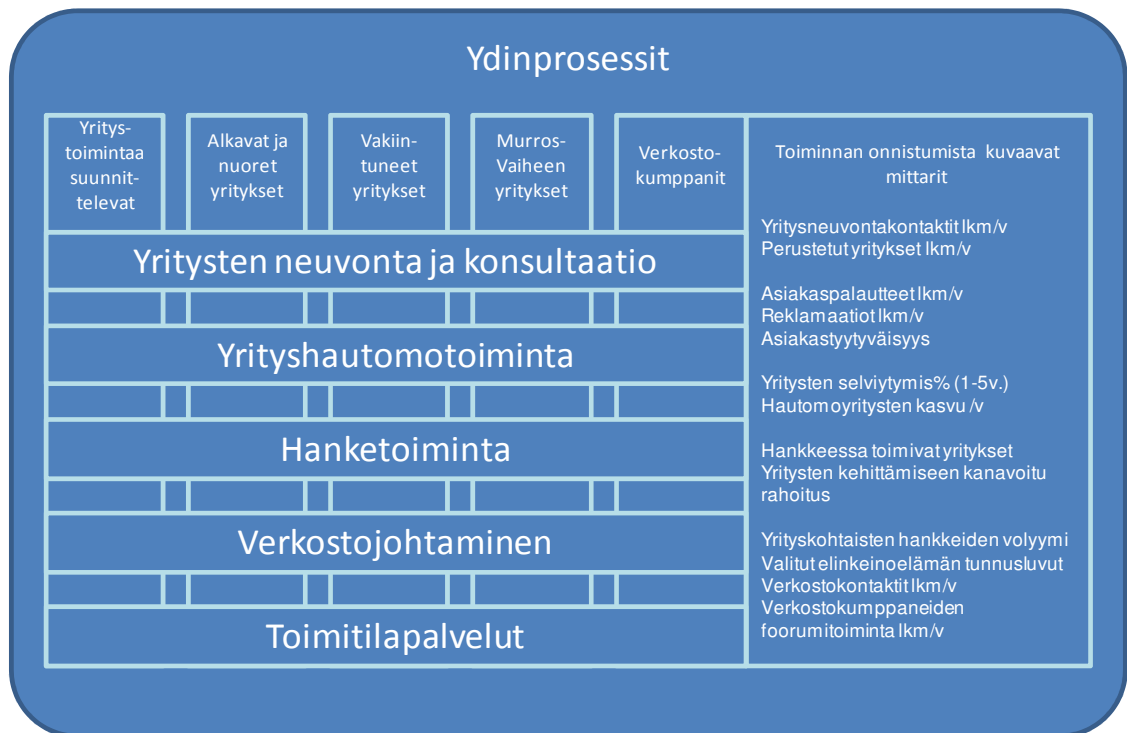 Ydinprosessit
Yritys-
toimintaa
suunnit-
televat
Alkavat ja
nuoret
yritykset
Vakiin-
tuneet
yritykset
Murros-
Vaiheen
yritykset
Verkosto-
kumppanit
Toiminnan onnistumista kuvaavat
mittarit
Yritysten neuvonta ja konsultaatio
Yrityshautomotoiminta
Hanketoiminta
Verkostojohtaminen
Toimitilapalvelut
Yritysneuvontakontaktit lkm/v
Perustetut yritykset lkm/v
Asiakaspalautteet lkm/v
Reklamaatiot lkm/v
Asiakastyytyväisyys
Yritysten selviytymis% (1-5v.)
Hautomoyritysten kasvu /v
Hankkeessa toimivat yritykset
Yritysten kehittämiseen kanavoitu
rahoitus
Yrityskohtaisten hankkeiden volyymi
Valitut elinkeinoelämän tunnusluvut
Verkostokontaktit lkm/v
Verkostokumppaneiden
foorumitoiminta lkm/v